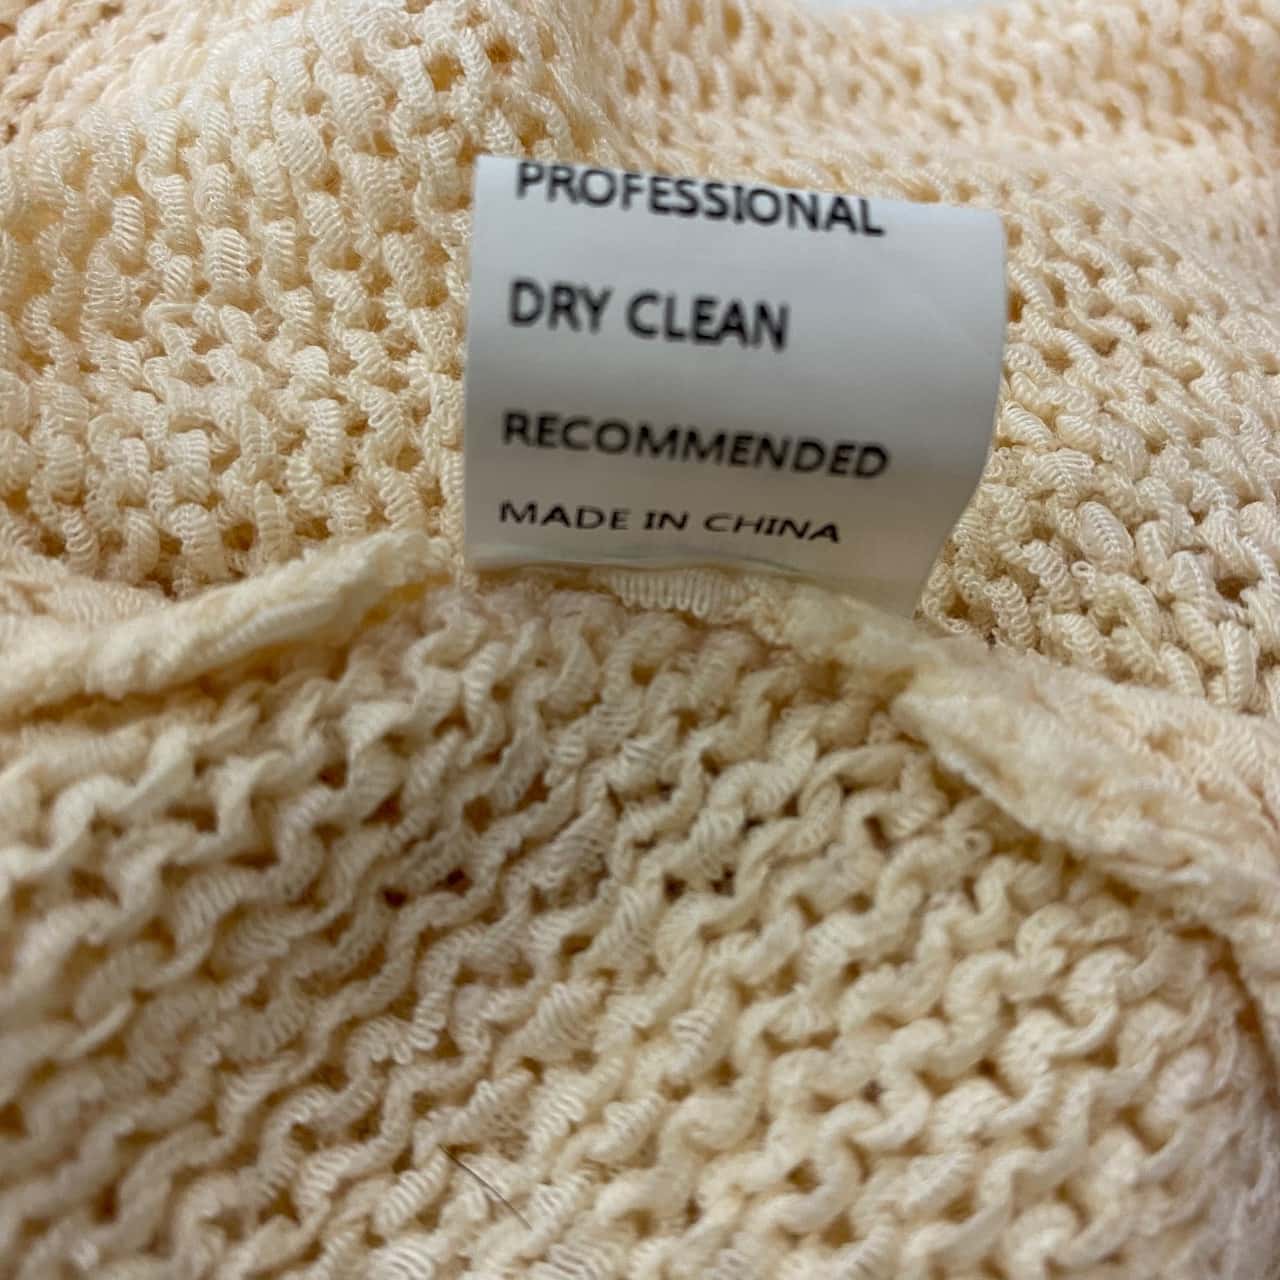 PROFESSIONAL
DRY CLEAN
RECOMMENDED
MADE IN CHINA